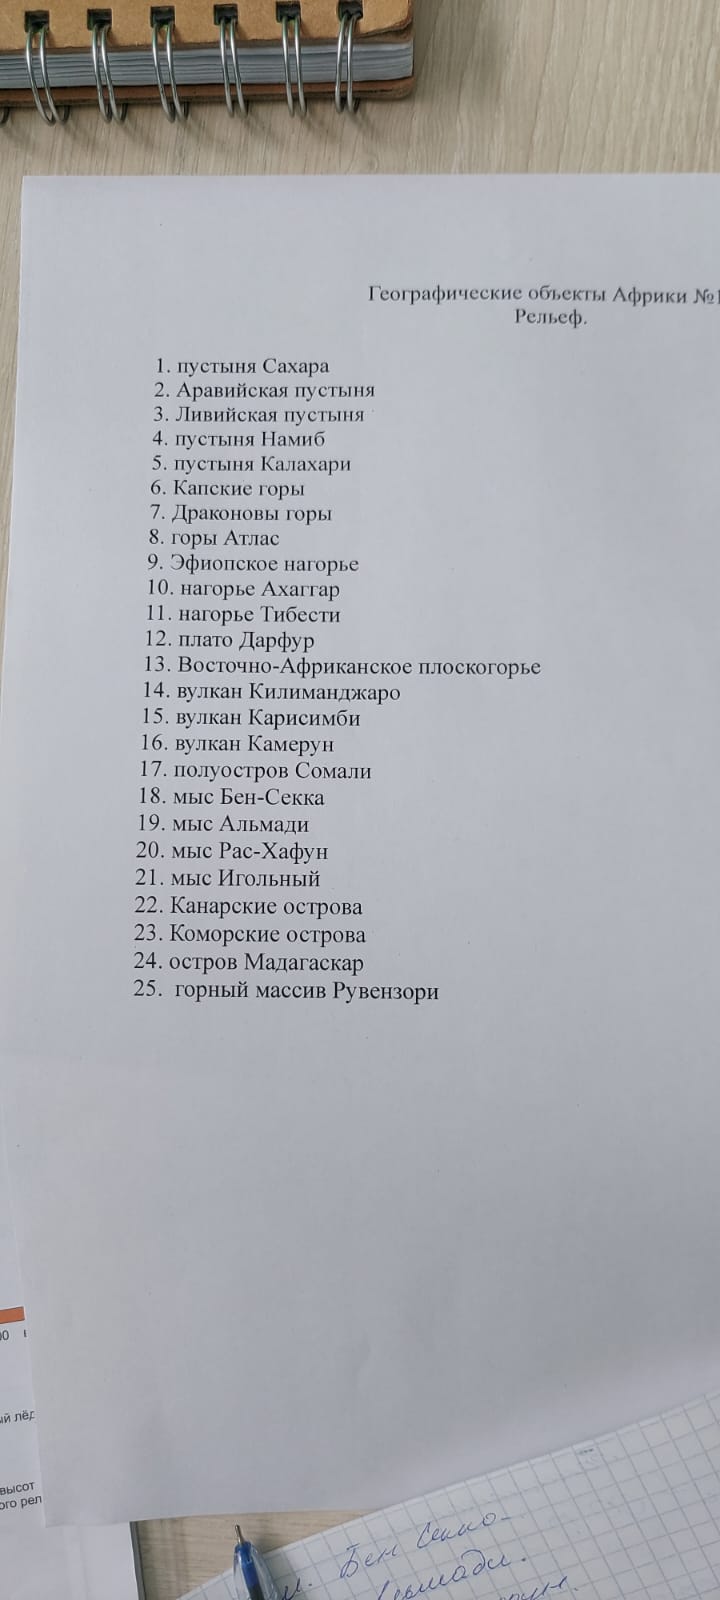 Географические объекты Африки №1
Рельеф.
1. пустыня Сахара
2. Аравийская пустыня
3. Ливийская пустыня
4. пустыня Намиб
5. пустыня Калахари
6. Капские горы
7. Драконовы горы
8. горы Атлас
9. Эфиопское нагорье
10. нагорье Ахаггар
11. нагорье Тибести
12. плато Дарфур
13. Восточно-Африканское плоскогорье
14. вулкан Килиманджаро
15. вулкан Карисимби
16. вулкан Камерун
17. полуостров Сомали
18. мыс Бен-Секка
19. мыс Альмади
20. мыс Рас-Хафун
21. мыс Игольный
22. Канарские острова
23. Коморские острова
24. остров Мадагаскар
25. горный массив Рувензори
00
ый лёд
высот
ого рел
м. Бен